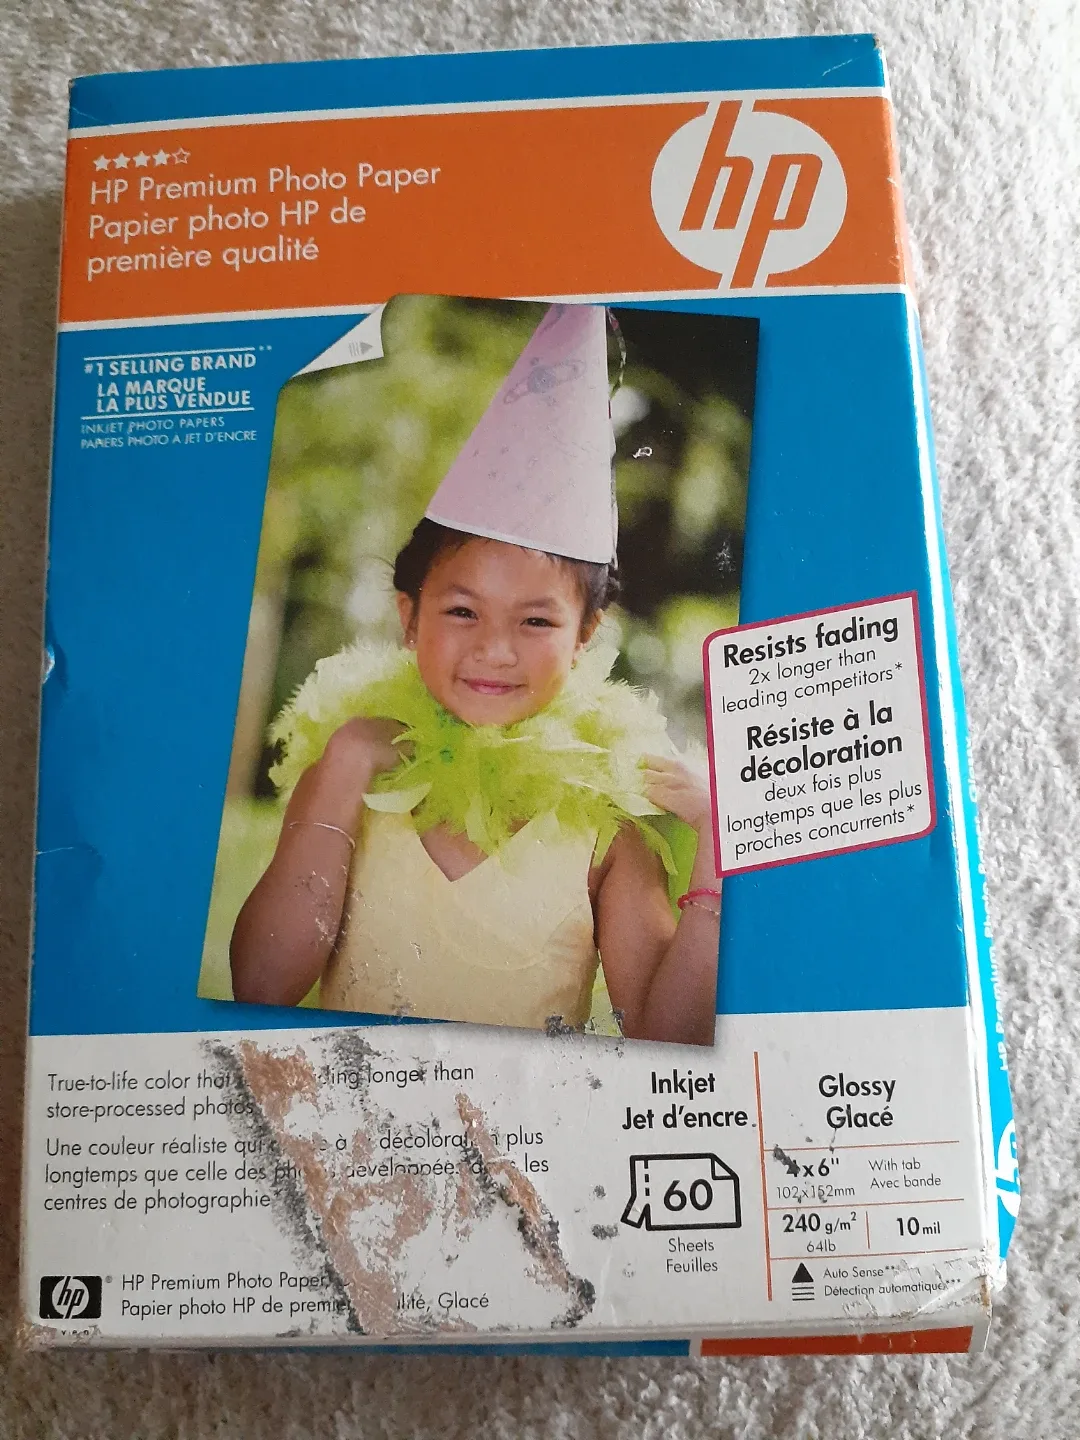 HP Premium Photo Paper
Papier photo HP de
première qualité
hp
#1 SELLING BRAND**
LA MARQUE
LA PLUS VENDUE
INKJET PHOTO PAPERS
PAPIERS PHOTO A JET D'ENCRE
Resists fading
2x longer than
leading competitors*
Résiste à la
décoloration
deux fois plus
longtemps que les plus
proches concurrents*
True-to-life color that longer than
store-processed photos
Une couleur réaliste qui à décoloration plus
longtemps que celle des les
centres de photographie*
hp
HP Premium Photo Paper,
Papier photo HP de Glacé
Inkjet
Jet d'encre
60
Sheets
Feuilles
Glossy
Glacé
4x6"
102x152mm
With tab
Avec bande
240 g/m²
64lb
10 mil
Auto Sense***
Détection automatique***
hp